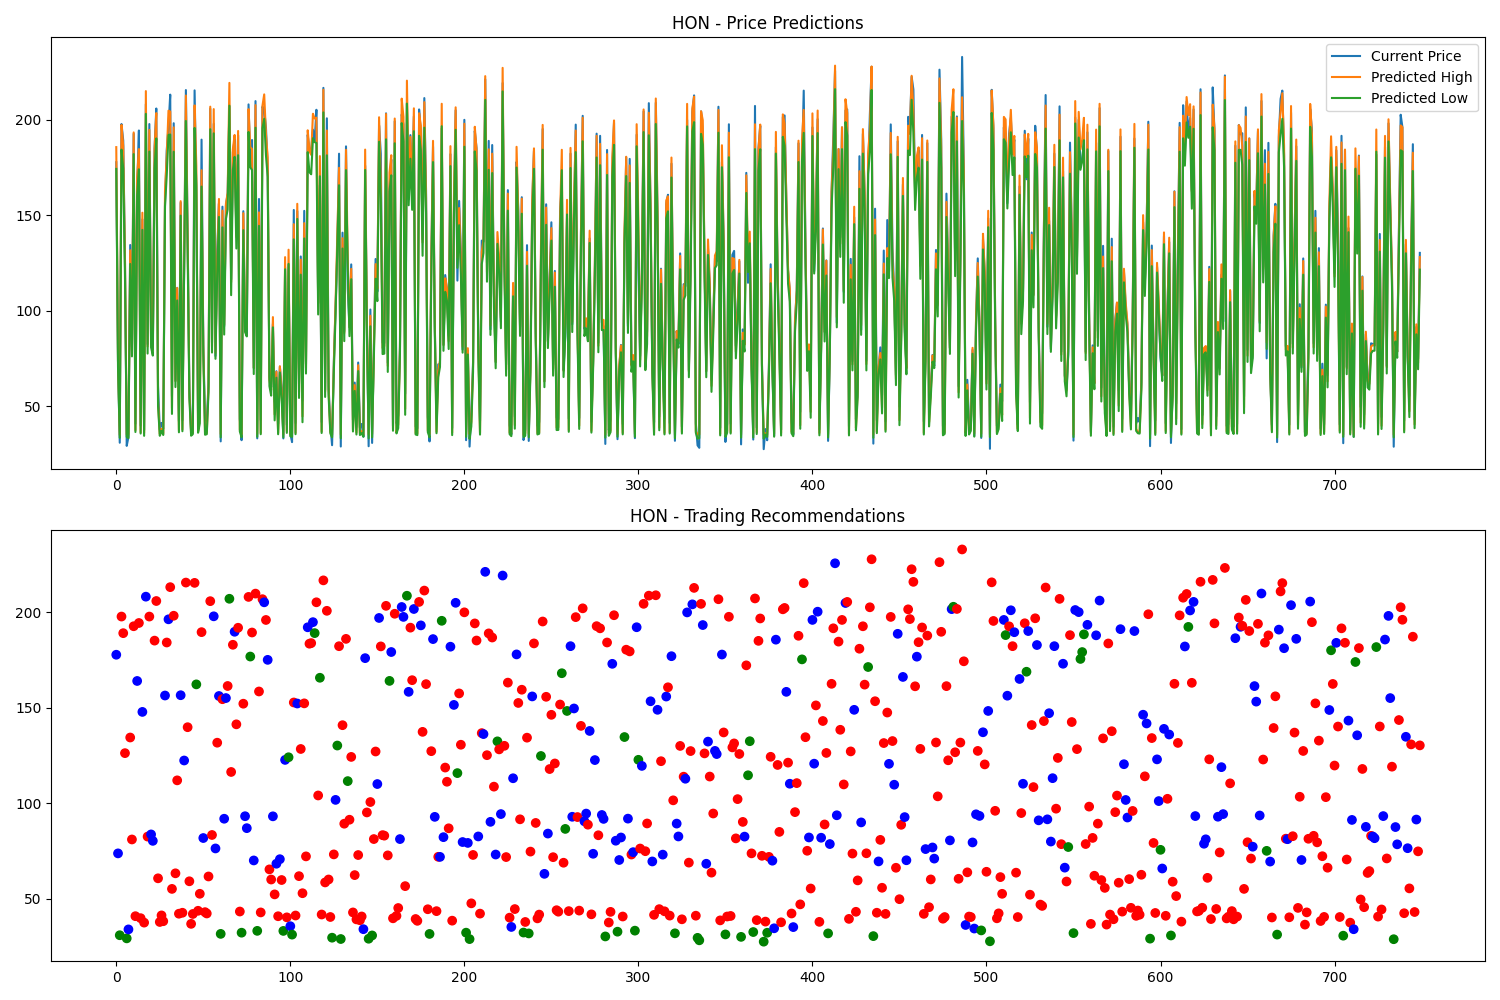 HON - Price Predictions
Current Price
Predicted High
Predicted Low
200
150
100
50
0 100 200 300 400 500 600 700
HON - Trading Recommendations
200
150
100
50
0 100 200 300 400 500 600 700